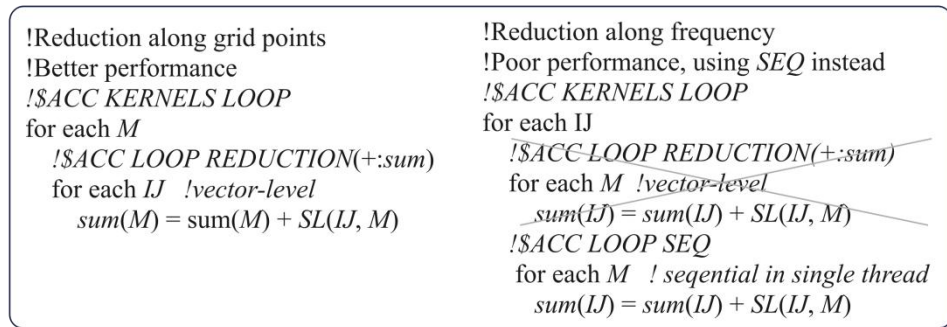 !Reduction along grid points
!Better performance
!$ACC KERNELS LOOP
for each M
!$ACC LOOP REDUCTION(+:sum)
for each IJ !vector-level
sum(M) = sum(M) + SL(IJ, M)
!Reduction along frequency
!Poor performance, using SEQ instead
!$ACC KERNELS LOOP
for each IJ
!$ACC LOOP REDUCTION(+:sum)
for each M !vector-level
sum(IJ) = sum(IJ) + SL(IJ, M)
!$ACC LOOP SEQ
for each M ! seqential in single thread
sum(IJ) = sum(IJ) + SL(IJ, M)